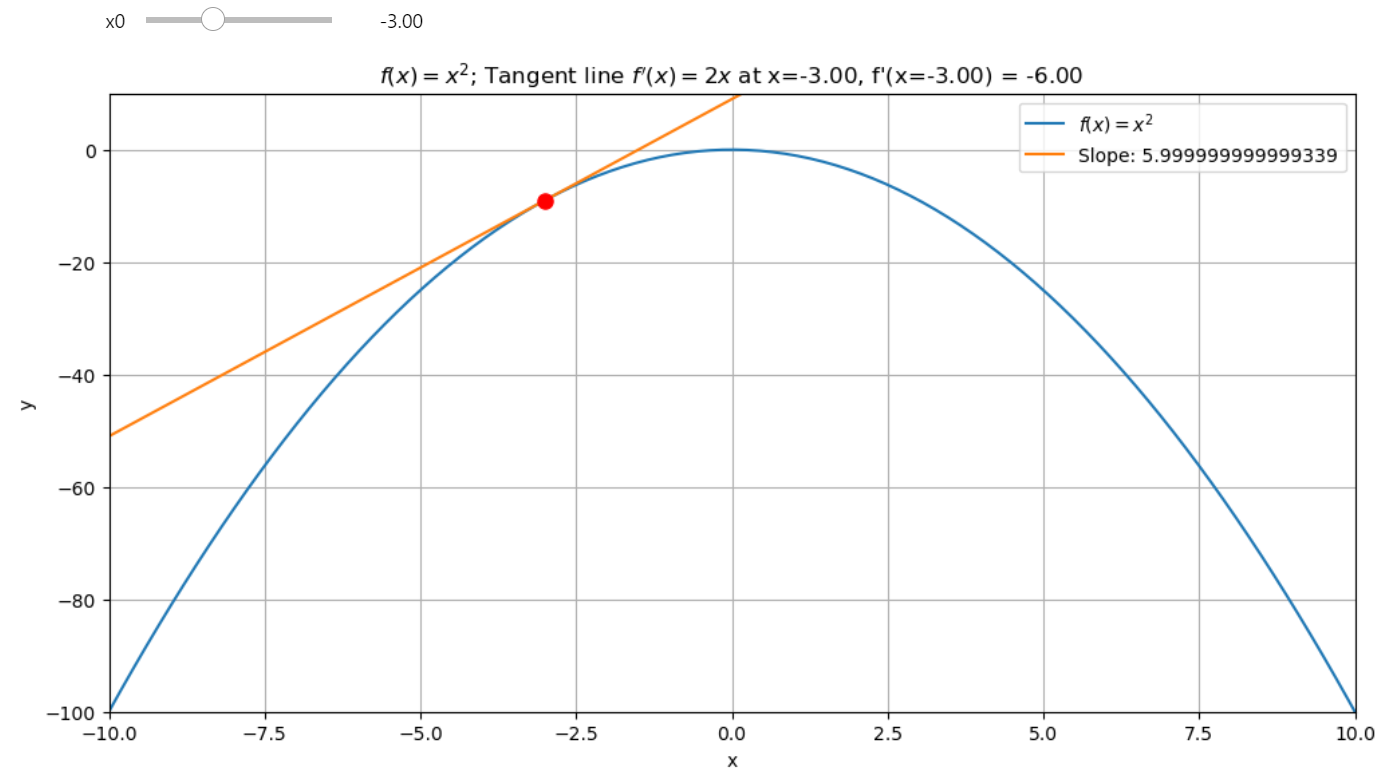 x0 -3.00
f(x) = x²; Tangent line f′(x) = 2x at x=-3.00, f'(x=-3.00) = -6.00
f(x) = x²
Slope: 5.999999999999339
0
−20
−40
−60
−80
−100
y
−10.0 −7.5 −5.0 −2.5 0.0 2.5 5.0 7.5 10.0
x